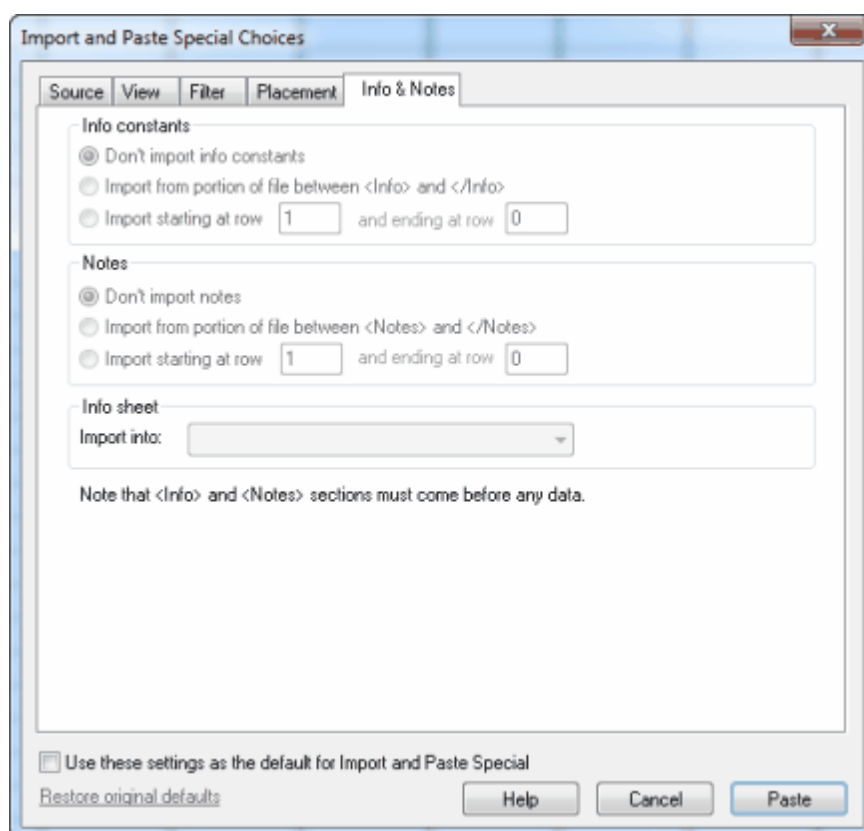 Import and Paste Special Choices
Source View Filter Placement Info & Notes
Info constants
Don't import info constants
Import from portion of file between <Info> and </Info>
Import starting at row 1 and ending at row 0
Notes
Don't import notes
Import from portion of file between <Notes> and </Notes>
Import starting at row 1 and ending at row 0
Info sheet
Import into:
Note that <Info> and <Notes> sections must come before any data.
Use these settings as the default for Import and Paste Special
Restore original defaults Help Cancel Paste